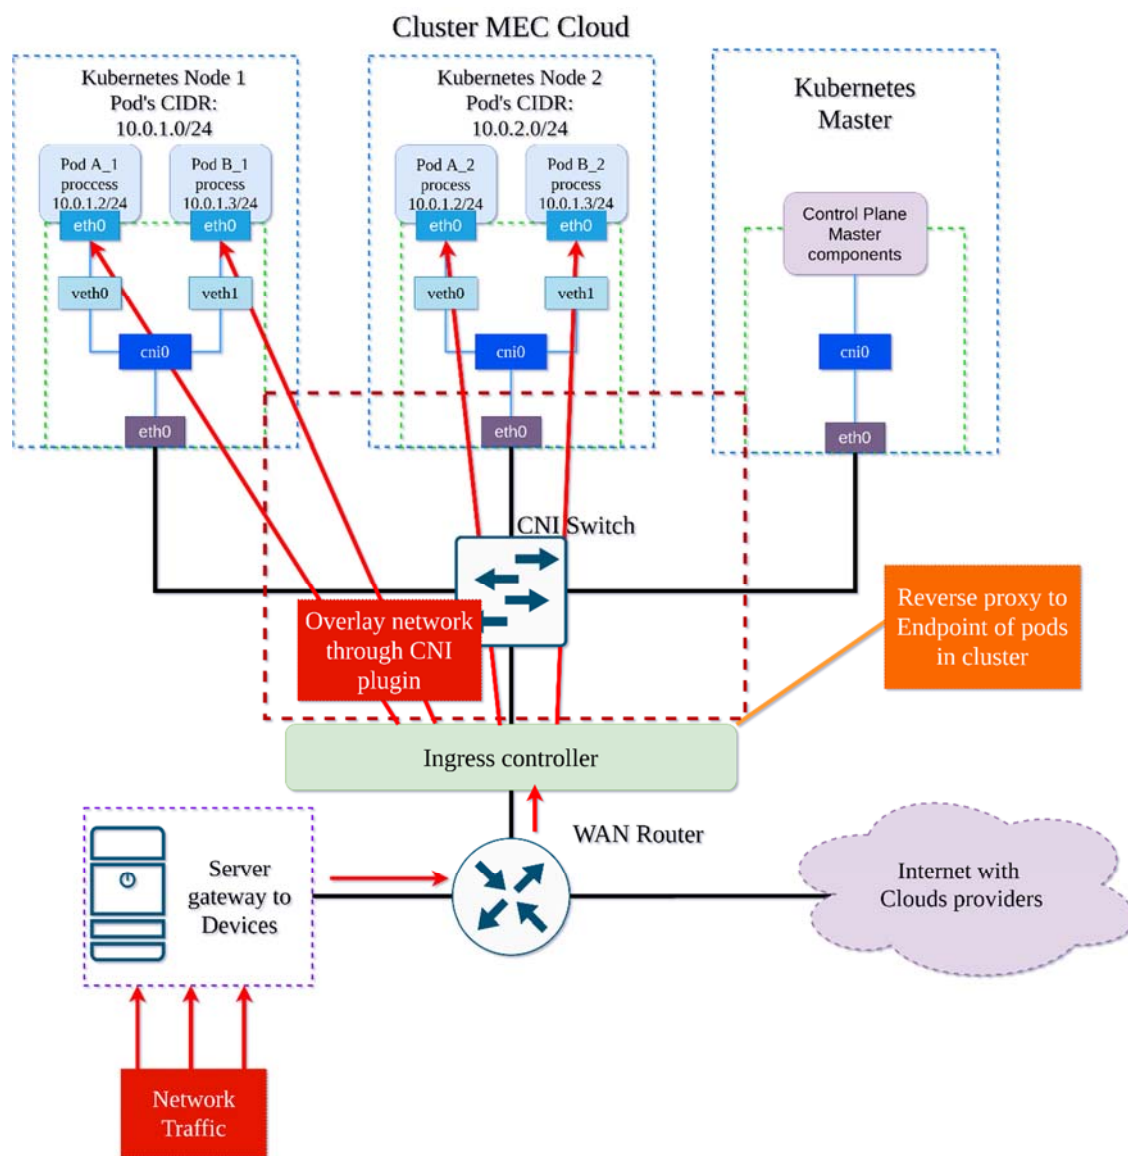 Cluster MEC Cloud
Kubernetes Node 1
Pod's CIDR:
10.0.1.0/24
Pod A_1
proccess
10.0.1.2/24
eth0
Pod B_1
process
10.0.1.3/24
eth0
veth0
veth1
cni0
eth0
Kubernetes Node 2
Pod's CIDR:
10.0.2.0/24
Pod A_2
process
10.0.1.2/24
eth0
Pod B_2
process
10.0.1.3/24
eth0
veth0
veth1
cni0
eth0
Kubernetes
Master
Control Plane
Master
components
cni0
eth0
CNI Switch
Overlay network
through CNI
plugin
Reverse proxy to
Endpoint of pods
in cluster
Ingress controller
WAN Router
Server
gateway to
Devices
Internet with
Clouds providers
Network
Traffic